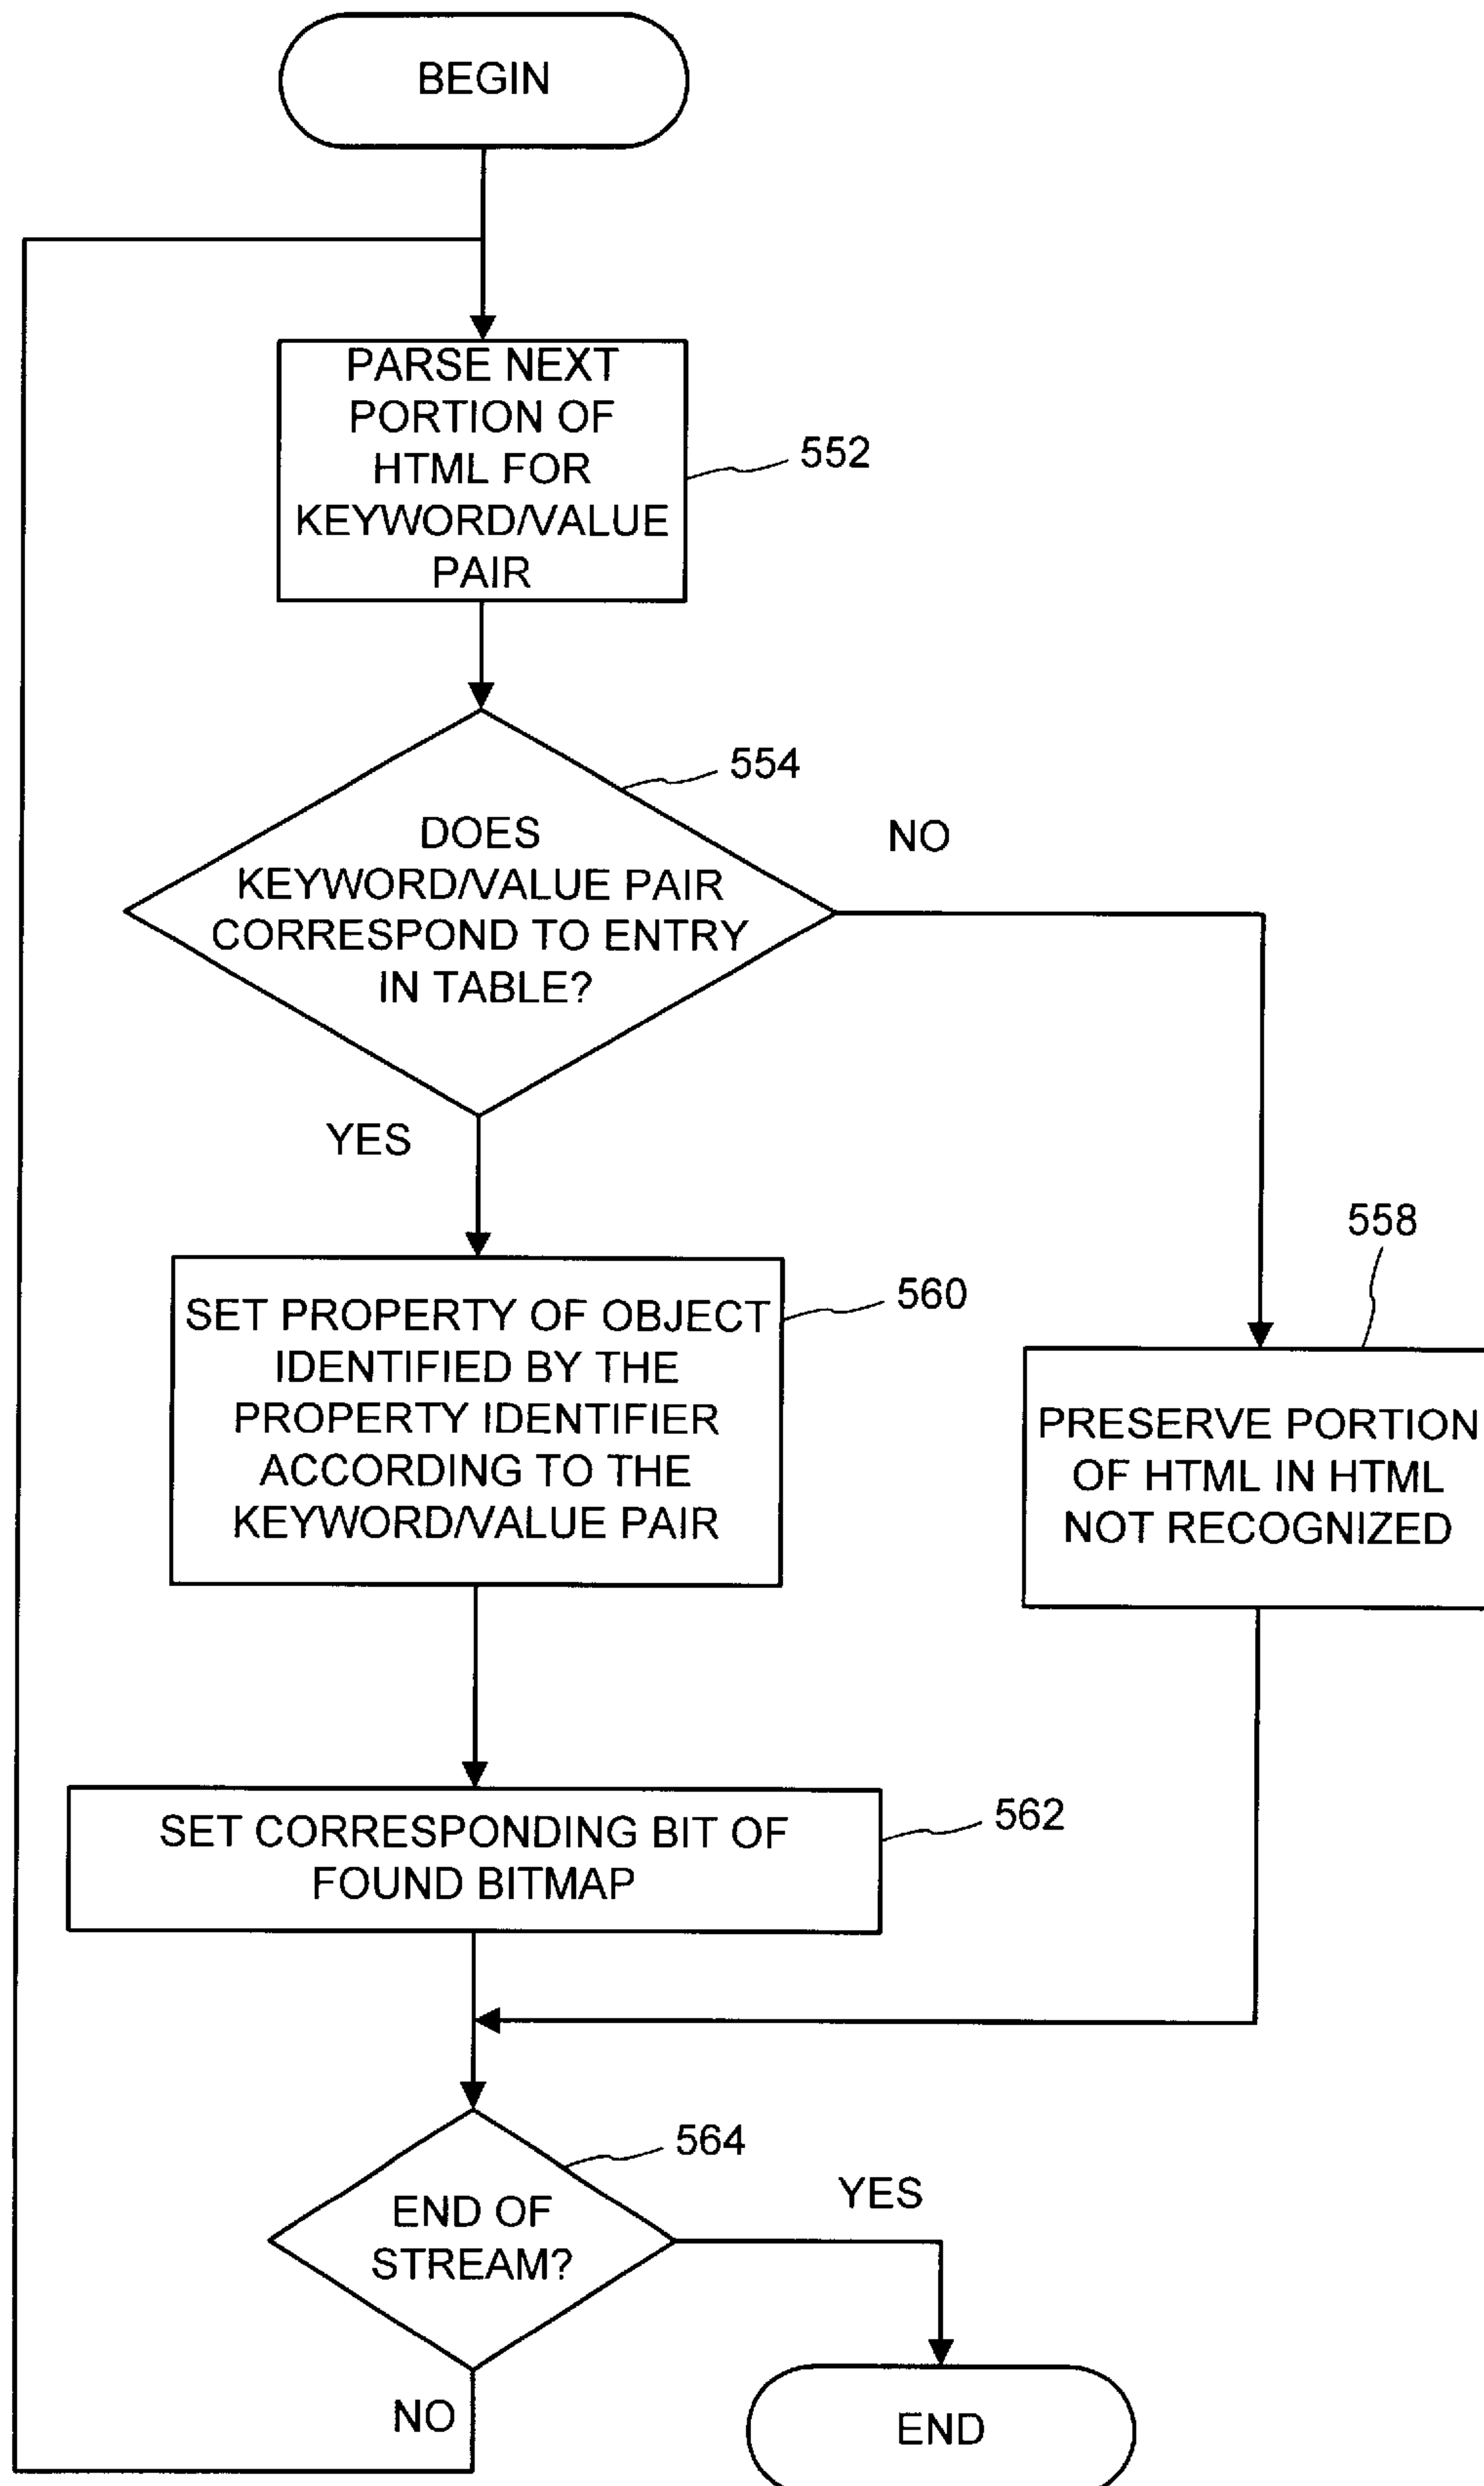 BEGIN
PARSE NEXT
PORTION OF
HTML FOR
KEYWORD/VALUE
PAIR
552
554
DOES
KEYWORD/VALUE PAIR
CORRESPOND TO ENTRY
IN TABLE?
NO
YES
558
560
SET PROPERTY OF OBJECT
IDENTIFIED BY THE
PROPERTY IDENTIFIER
ACCORDING TO THE
KEYWORD/VALUE PAIR
PRESERVE PORTION
OF HTML IN HTML
NOT RECOGNIZED
562
SET CORRESPONDING BIT OF
FOUND BITMAP
564
END OF
STREAM?
YES
NO
END